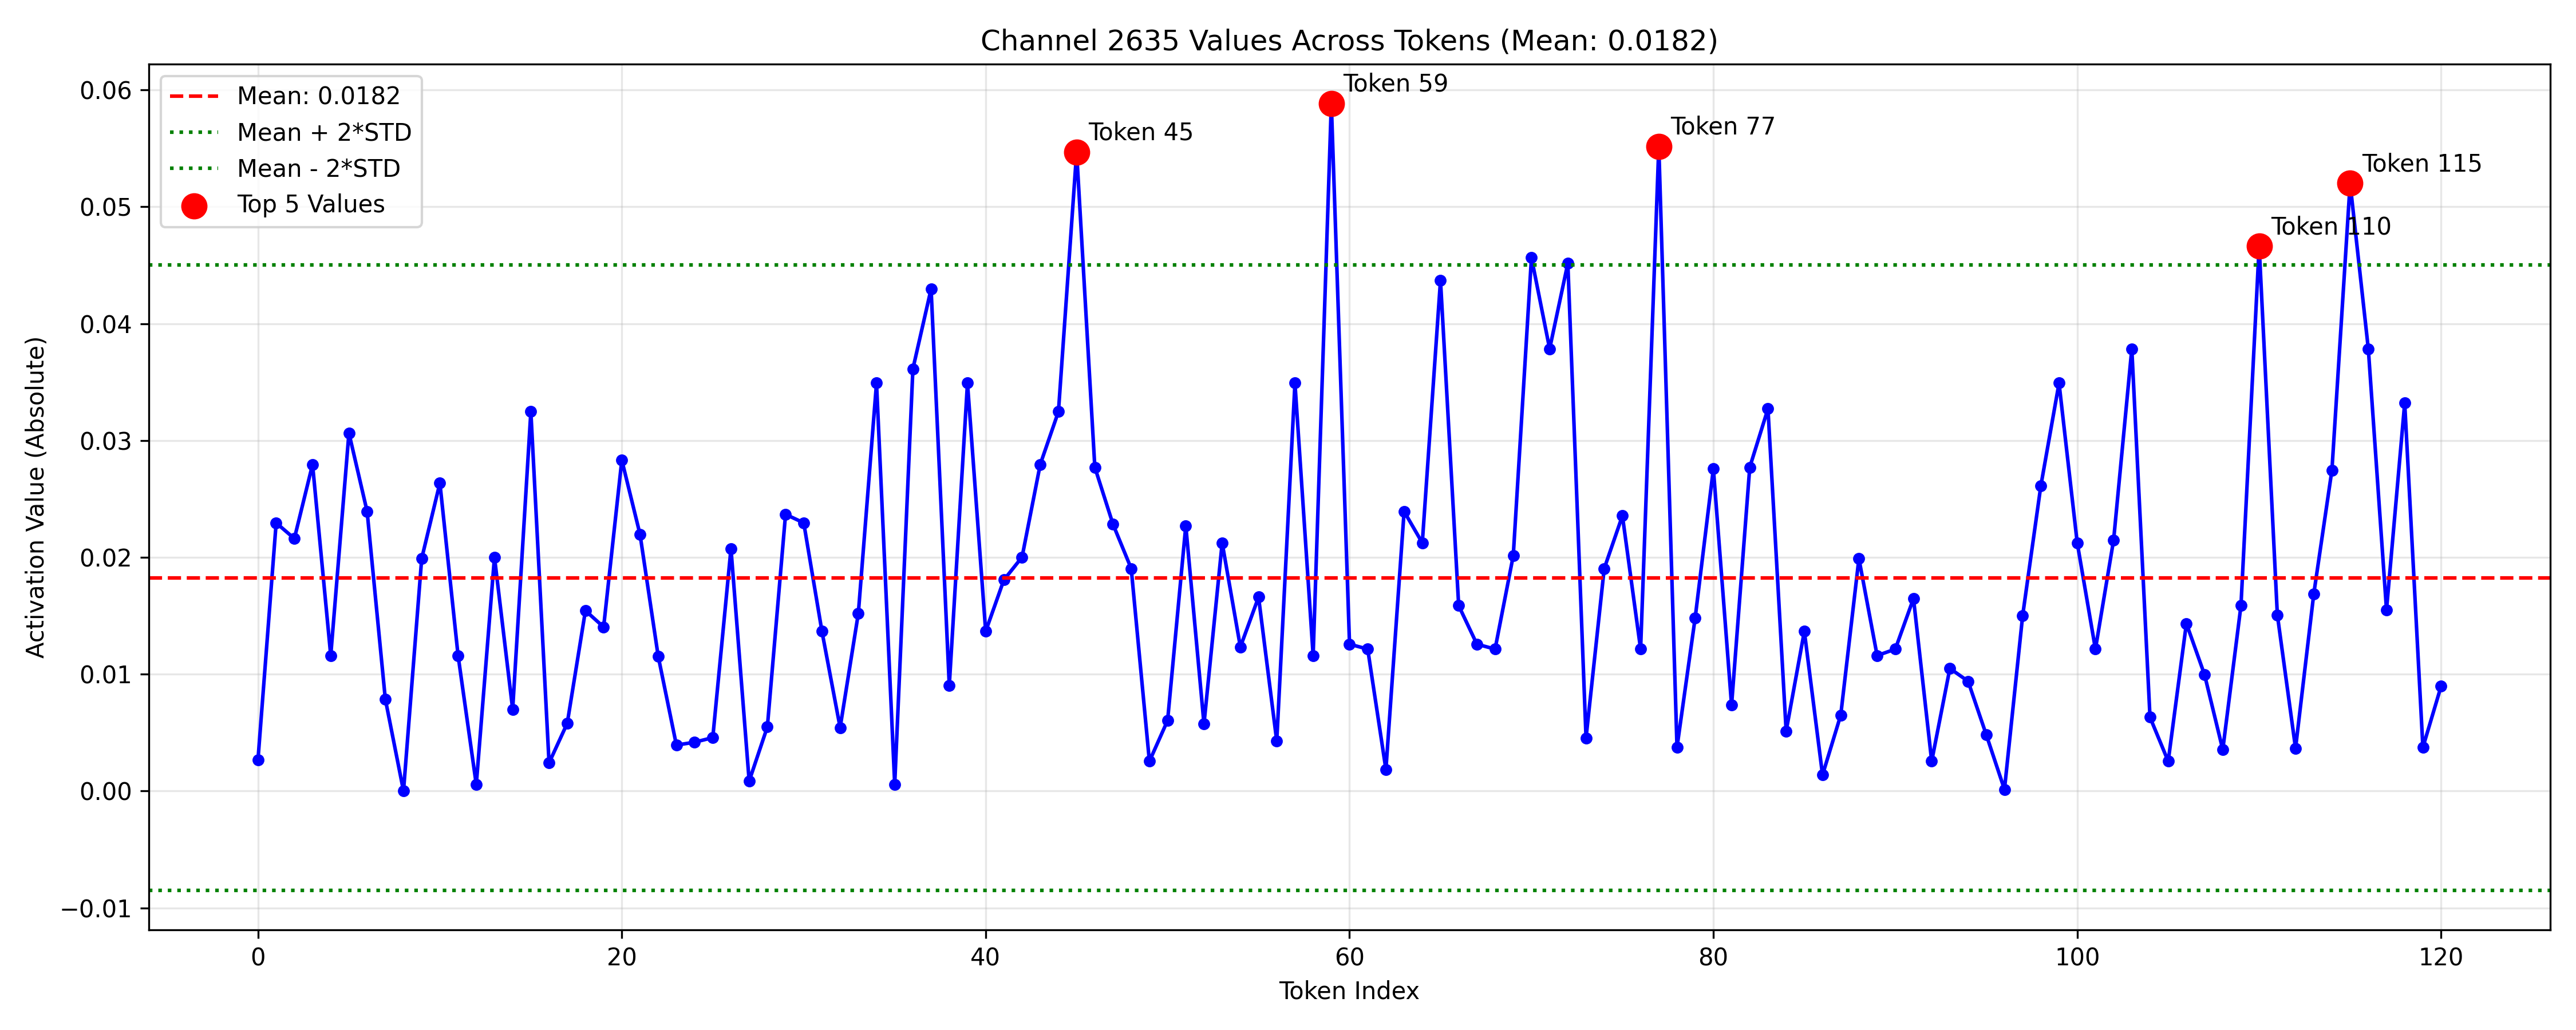 Channel 2635 Values Across Tokens (Mean: 0.0182)
Mean: 0.0182
Mean + 2*STD
Mean - 2*STD
Top 5 Values
Token 45
Token 59
Token 77
Token 110
Token 115
Activation Value (Absolute)
0.06
0.05
0.04
0.03
0.02
0.01
0.00
−0.01
0 20 40 60 80 100 120
Token Index